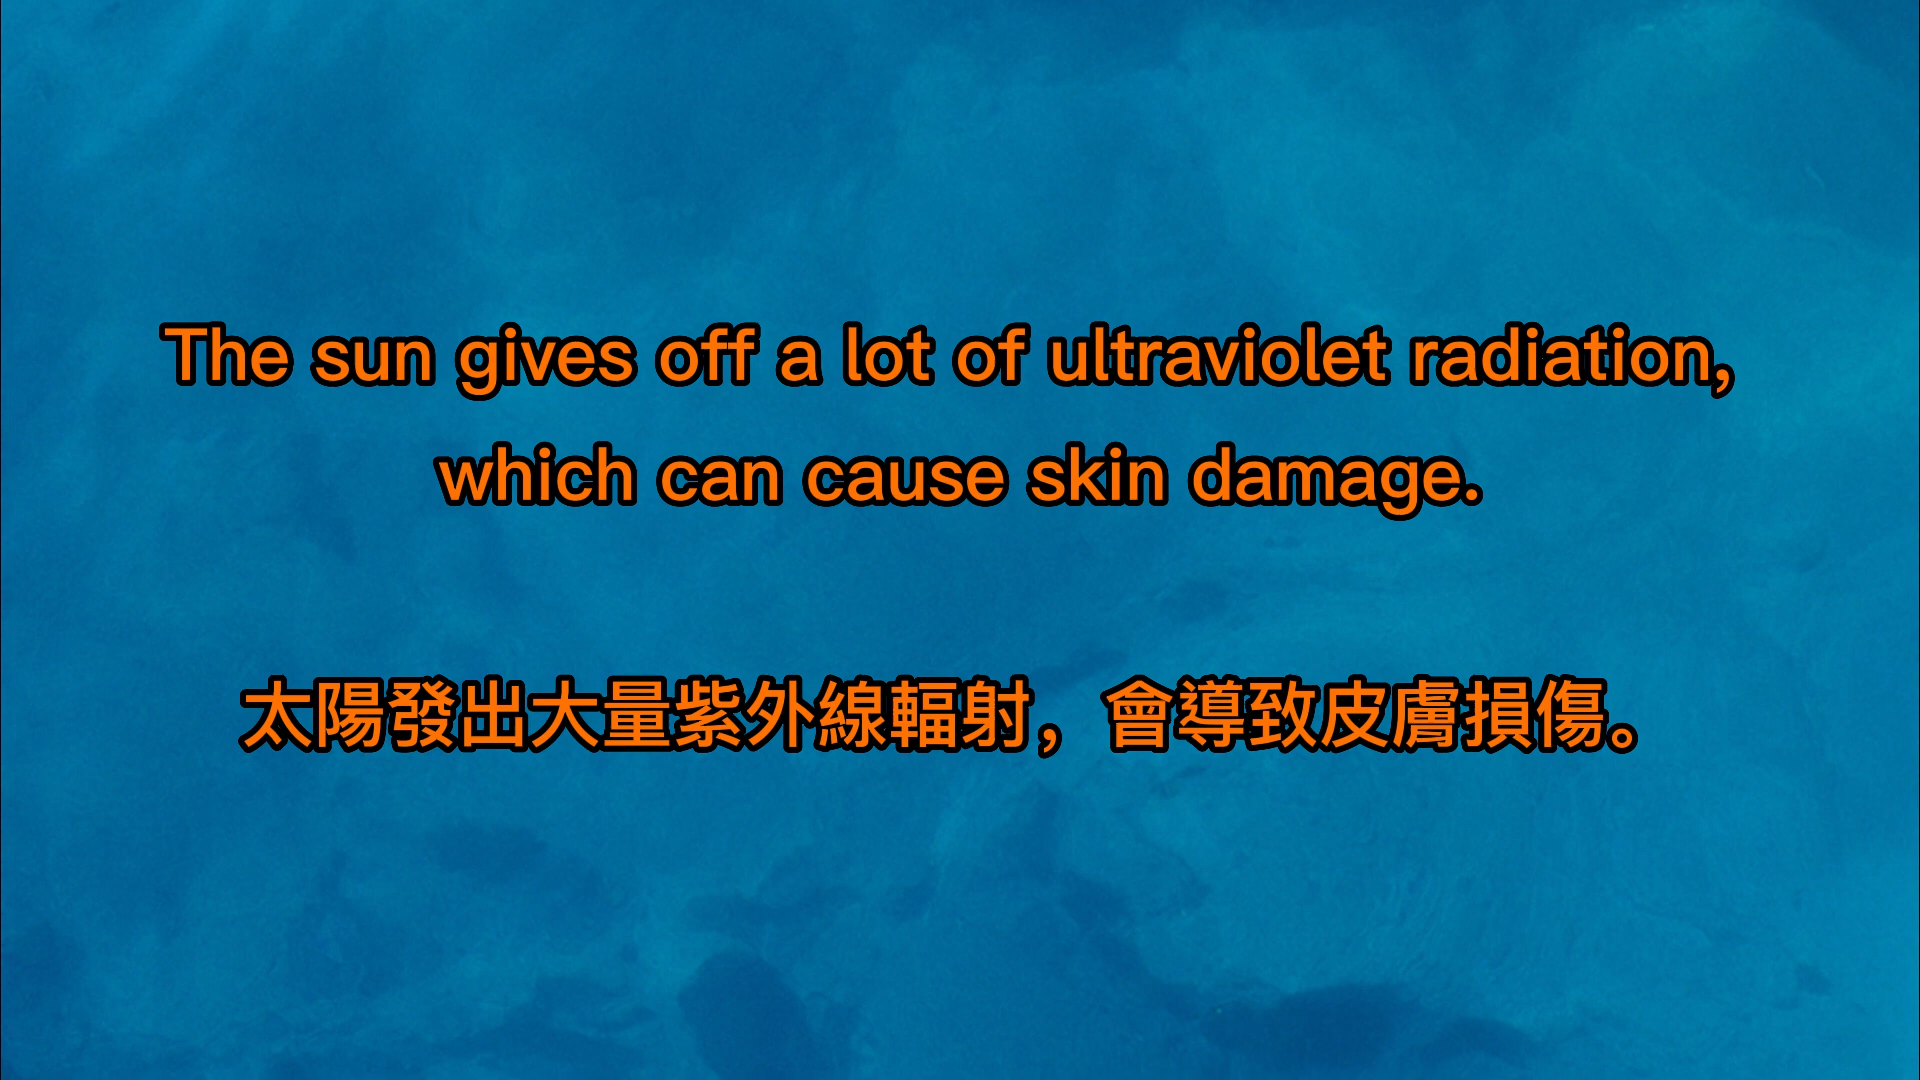 The sun gives off a lot of ultraviolet radiation,
which can cause skin damage.
太陽發出大量紫外線輻射，會導致皮膚損傷。